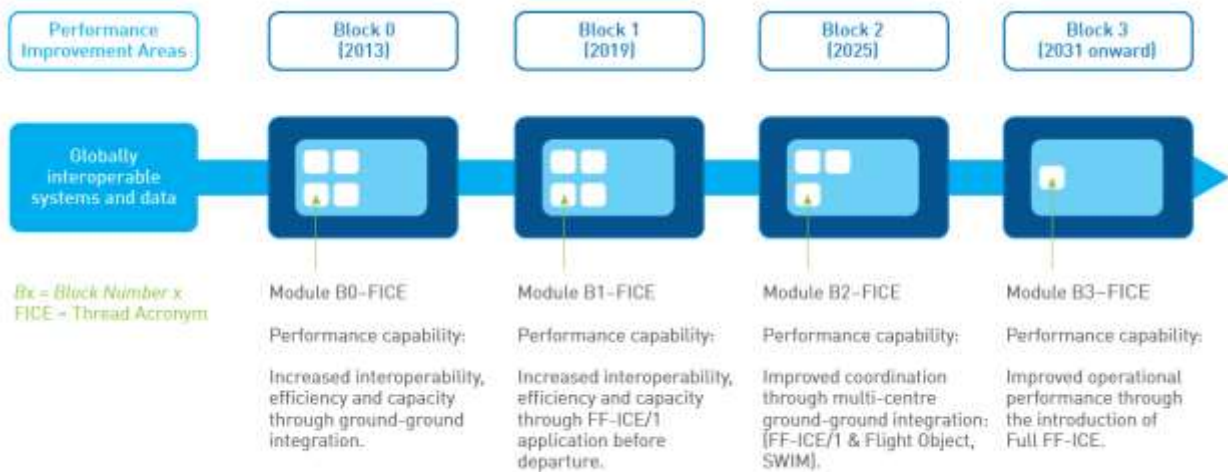 Performance
Improvement Areas
Block 0
(2013)
Block 1
(2019)
Block 2
(2025)
Block 3
(2031 onward)
Globally
interoperable
systems and data
Bx = Block Number x
FICE = Thread Acronym
Module B0–FICE
Performance capability:
Increased interoperability,
efficiency and capacity
through ground-ground
integration.
Module B1–FICE
Performance capability:
Increased interoperability,
efficiency and capacity
through FF-ICE/1
application before
departure.
Module B2–FICE
Performance capability:
Improved coordination
through multi-centre
ground-ground integration:
(FF-ICE/1 & Flight Object,
SWIM).
Module B3–FICE
Performance capability:
Improved operational
performance through
the introduction of
Full FF-ICE.